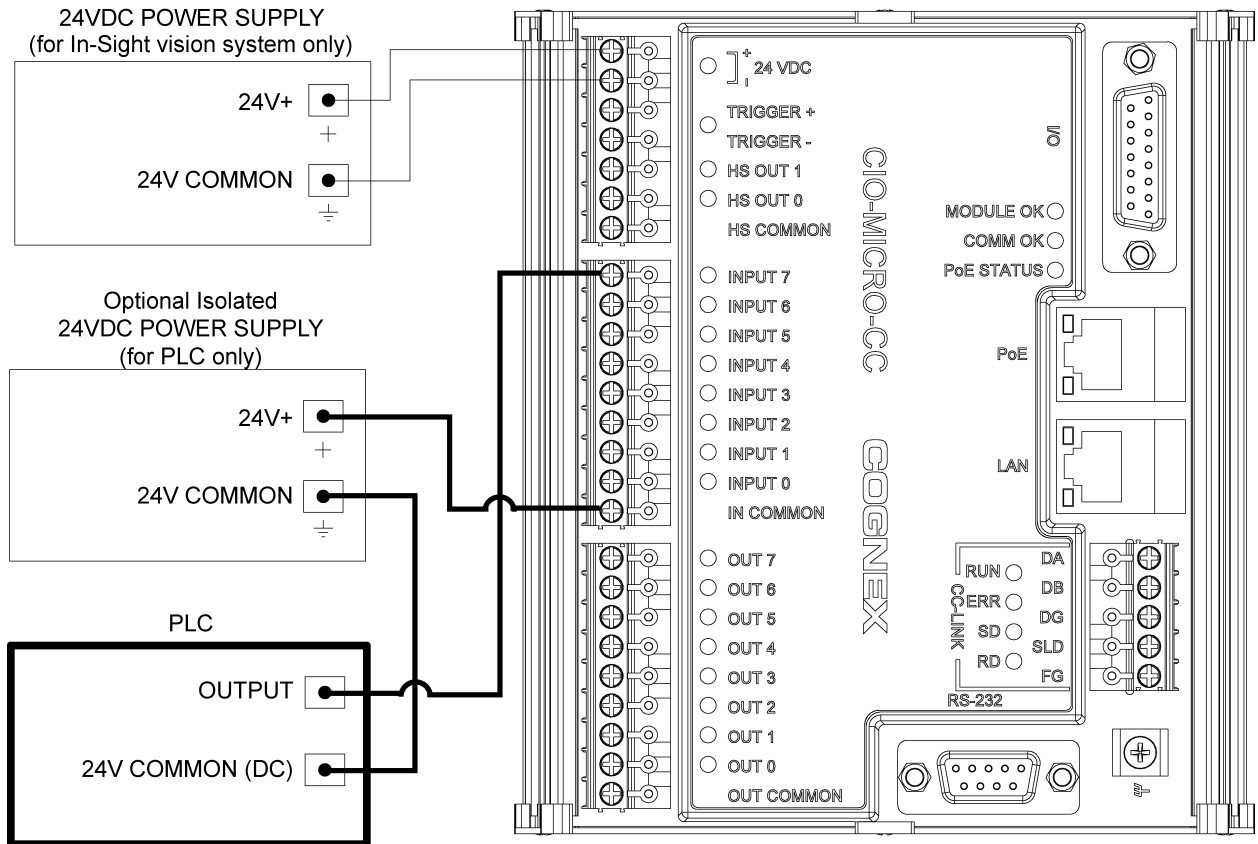 24VDC POWER SUPPLY
(for In-Sight vision system only)
24V+
+
24V COMMON
Optional Isolated
24VDC POWER SUPPLY
(for PLC only)
24V+
+
24V COMMON
PLC
OUTPUT
24V COMMON (DC)
+
24 VDC
-
TRIGGER +
TRIGGER -
HS OUT 1
HS OUT 0
HS COMMON
INPUT 7
INPUT 6
INPUT 5
INPUT 4
INPUT 3
INPUT 2
INPUT 1
INPUT 0
IN COMMON
OUT 7
OUT 6
OUT 5
OUT 4
OUT 3
OUT 2
OUT 1
OUT 0
OUT COMMON
CIO-MICRO-CC
COGNEX
I/O
MODULE OK
COMM OK
PoE STATUS
PoE
LAN
CC-LINK
RUN
ERR
SD
RD
DA
DB
DG
SLD
FG
RS-232